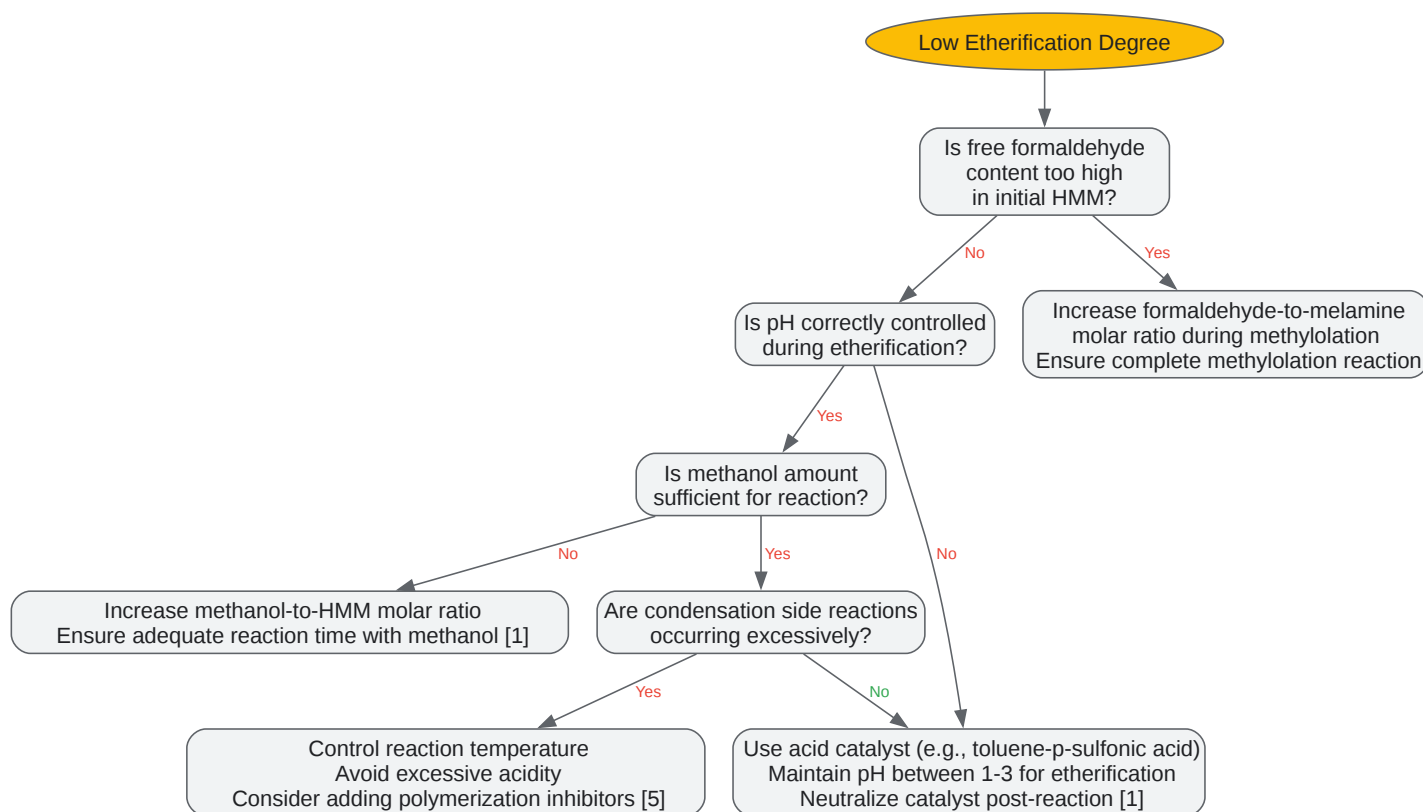 Low Etherification Degree
Is free formaldehyde
content too high
in initial HMM?
No
Yes
Is pH correctly controlled
during etherification?
Increase formaldehyde-to-melamine
molar ratio during methylolation
Ensure complete methylolation reaction
Yes
No
Is methanol amount
sufficient for reaction?
No
Yes
Increase methanol-to-HMM molar ratio
Ensure adequate reaction time with methanol [1]
Are condensation side reactions
occurring excessively?
Yes
No
Control reaction temperature
Avoid excessive acidity
Consider adding polymerization inhibitors [5]
Use acid catalyst (e.g., toluene-p-sulfonic acid)
Maintain pH between 1-3 for etherification
Neutralize catalyst post-reaction [1]